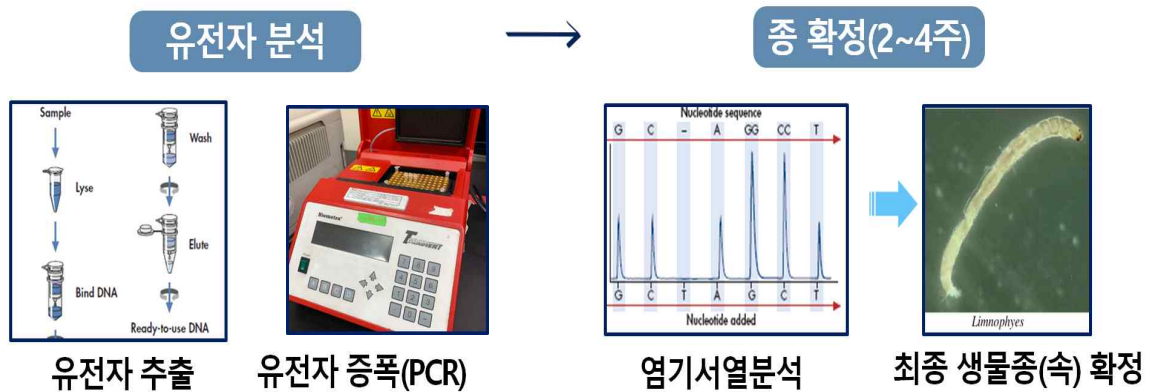 유전자 분석
종 확정(2~4주)
Sample
Lyse
Bind DNA
Wash
Elute
Ready-to-use DNA
Biometra
TGRADIENT
Nucleotide sequence
G C - A GG CC T
G C T A G C T
Nucleotide added
Limnophyes
유전자 추출
유전자 증폭(PCR)
염기서열분석
최종 생물종(속) 확정